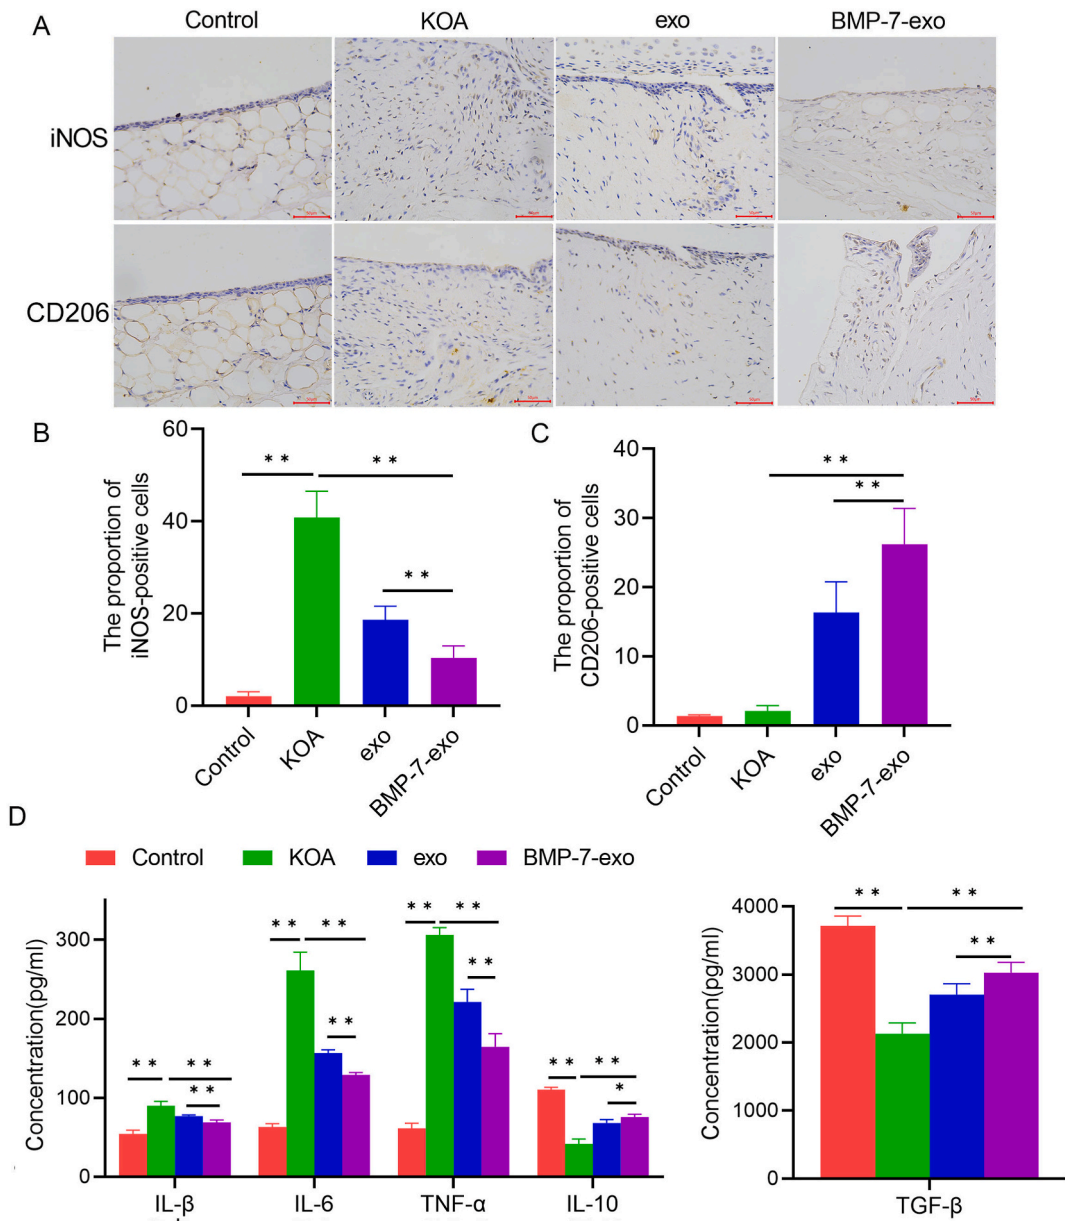 A
Control KOA exo BMP-7-exo
iNOS
CD206
B
The proportion of
iNOS-positive cells
60
40
20
0
** **
**
Control KOA exo BMP-7-exo
C
The proportion of
CD206-positive cells
40
30
20
10
0
**
**
Control KOA exo BMP-7-exo
D
Control KOA exo BMP-7-exo
Concentration(pg/ml)
300
200
100
0
** ** **
** ** **
** **
** ** **
*
IL-β IL-6 TNF-α IL-10
Concentration(pg/ml)
4000
3000
2000
1000
0
** **
**
TGF-β